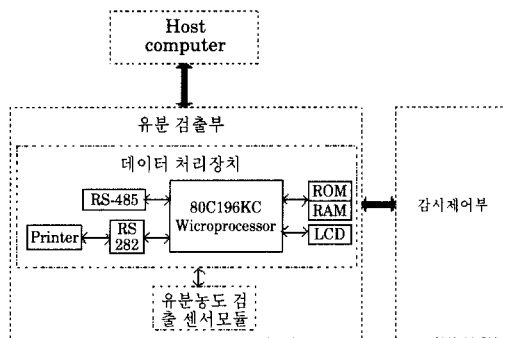 Host
computer
유분 검출부
데이터 처리장치
RS-485
80C196KC
Wicroprocessor
ROM
RAM
감시제어부
Printer
RS
282
LCD
유분농도 검
출 센서모듈